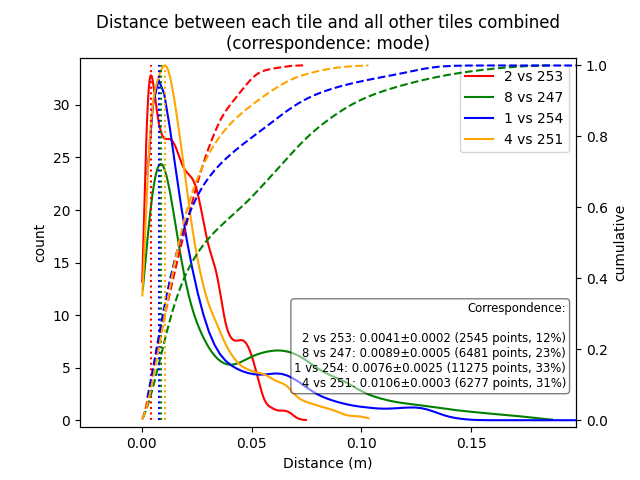 Distance between each tile and all other tiles combined
(correspondence: mode)
2 vs 253
8 vs 247
1 vs 254
4 vs 251
Correspondence:
2 vs 253: 0.0041±0.0002 (2545 points, 12%)
8 vs 247: 0.0089±0.0005 (6481 points, 23%)
1 vs 254: 0.0076±0.0025 (11275 points, 33%)
4 vs 251: 0.0106±0.0003 (6277 points, 31%)
count
30
25
20
15
10
5
0
1.0
0.8
0.6
0.4
0.2
0.0
cumulative
0.00
0.05
0.10
0.15
Distance (m)